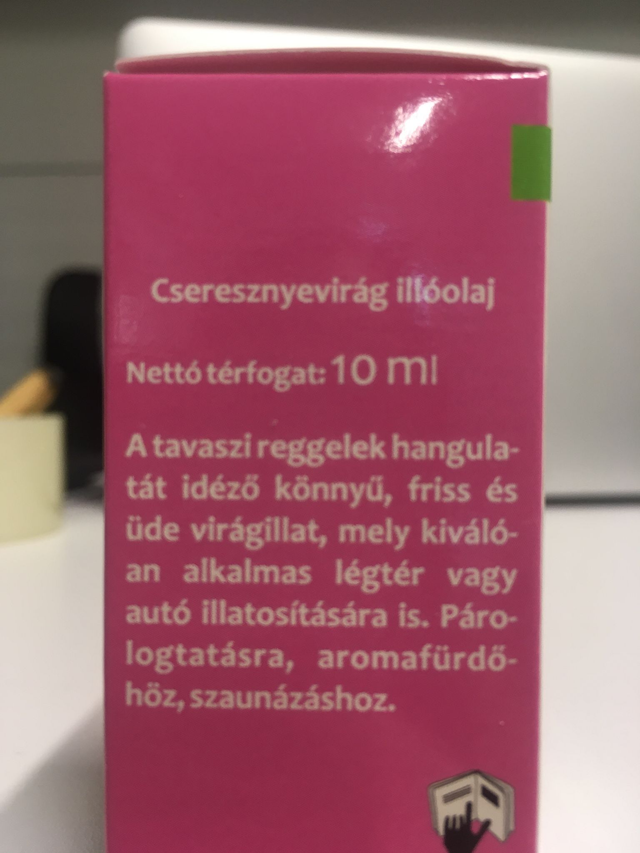 Cseresznyevirág illóolaj
Nettó térfogat: 10 ml
A tavaszi reggelek hangula-
tát idéző könnyű, friss és
üde virágillat, mely kiváló-
an alkalmas légtér vagy
autó illatosítására is. Páro-
logtatásra, aromafürdő-
höz, szaunázáshoz.